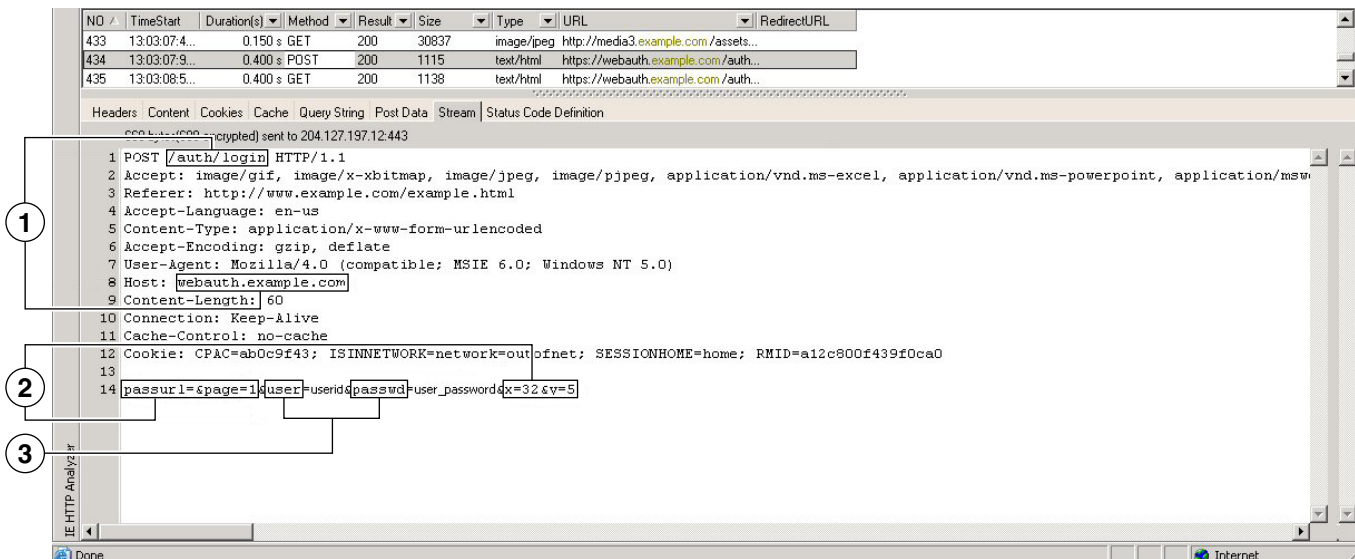 NO TimeStart Duration(s) Method Result Size Type URL RedirectURL
433 13:03:07:4... 0.150 s GET 200 30837 image/jpeg http://media3.example.com /assets...
434 13:03:07:9... 0.400 s POST 200 1115 text/html https://webauth.example.com /auth...
435 13:03:08:5... 0.400 s GET 200 1138 text/html https://webauth.example.com /auth...
Headers Content Cookies Cache Query String Post Data Stream Status Code Definition
sent to 204.127.197.12:443
1 POST /auth/login HTTP/1.1
2 Accept: image/gif, image/x-xbitmap, image/jpeg, image/pjpeg, application/vnd.ms-excel, application/vnd.ms-powerpoint, application/msw
3 Referer: http://www.example.com/example.html
4 Accept-Language: en-us
1
5 Content-Type: application/x-www-form-urlencoded
6 Accept-Encoding: gzip, deflate
7 User-Agent: Mozilla/4.0 (compatible; MSIE 6.0; Windows NT 5.0)
8 Host: webauth.example.com
9 Content-Length: 60
10 Connection: Keep-Alive
11 Cache-Control: no-cache
12 Cookie: CPAC=ab0c9f43; ISINNETWORK=network=outofnet; SESSIONHOME=home; RMID=a12c800f439f0ca0
13
2
14 passurl=&page=1&user=userid&passwd=user_password&x=32&y=5
3
IE HTTP Analyzer
Done Internet